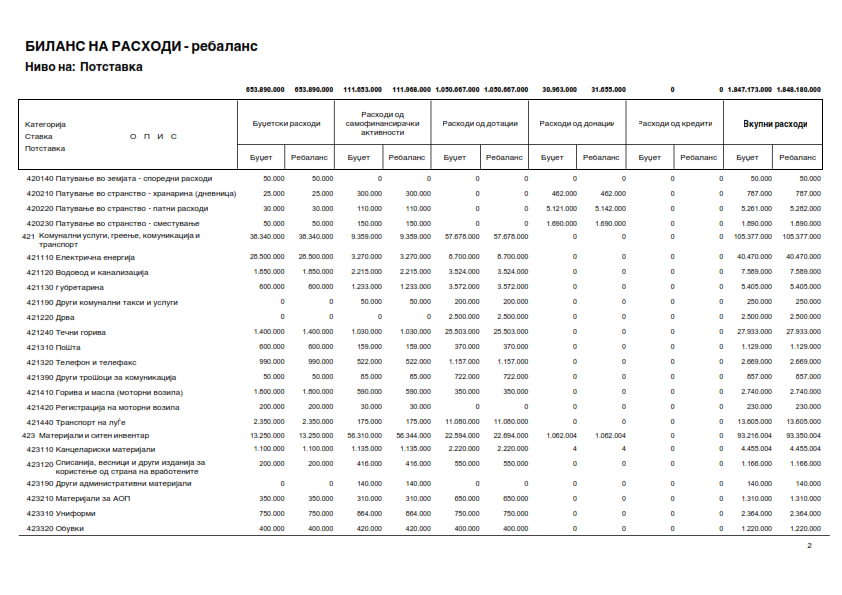 БИЛАНС НА РАСХОДИ - ребаланс
Ниво на: Потставка
653.890.000 653.890.000 111.653.000 111.968.000 1.050.667.000 1.050.667.000 30.963.000 31.655.000 0 0 1.847.173.000 1.848.180.000
Категорија
Ставка О П И С
Потставка
Буџетски расходи
Расходи од самофинансирачки активности
Расходи од дотации
Расходи од донации
Расходи од кредити
Вкупни расходи
Буџет Ребаланс Буџет Ребаланс Буџет Ребаланс Буџет Ребаланс Буџет Ребаланс Буџет Ребаланс
420140 Патување во земјата - споредни расходи 50.000 50.000 0 0 0 0 0 0 0 0 50.000 50.000
420210 Патување во странство - хранарина (дневница) 25.000 25.000 300.000 300.000 0 0 462.000 462.000 0 0 787.000 787.000
420220 Патување во странство - патни расходи 30.000 30.000 110.000 110.000 0 0 5.121.000 5.142.000 0 0 5.261.000 5.282.000
420230 Патување во странство - сместување 50.000 50.000 150.000 150.000 0 0 1.690.000 1.690.000 0 0 1.890.000 1.890.000
421 Комунални услуги, греење, комуникација и
транспорт 38.340.000 38.340.000 9.359.000 9.359.000 57.678.000 57.678.000 0 0 0 0 105.377.000 105.377.000
421110 Електрична енергија 28.500.000 28.500.000 3.270.000 3.270.000 8.700.000 8.700.000 0 0 0 0 40.470.000 40.470.000
421120 Водовод и канализација 1.850.000 1.850.000 2.215.000 2.215.000 3.524.000 3.524.000 0 0 0 0 7.589.000 7.589.000
421130 Ѓубретарина 600.000 600.000 1.233.000 1.233.000 3.572.000 3.572.000 0 0 0 0 5.405.000 5.405.000
421190 Други комунални такси и услуги 0 0 50.000 50.000 200.000 200.000 0 0 0 0 250.000 250.000
421220 Дрва 0 0 0 0 2.500.000 2.500.000 0 0 0 0 2.500.000 2.500.000
421240 Течни горива 1.400.000 1.400.000 1.030.000 1.030.000 25.503.000 25.503.000 0 0 0 0 27.933.000 27.933.000
421310 ПоШта 600.000 600.000 159.000 159.000 370.000 370.000 0 0 0 0 1.129.000 1.129.000
421320 Телефон и телефакс 990.000 990.000 522.000 522.000 1.157.000 1.157.000 0 0 0 0 2.669.000 2.669.000
421390 Други троШоци за комуникација 50.000 50.000 85.000 85.000 722.000 722.000 0 0 0 0 857.000 857.000
421410 Горива и масла (моторни возила) 1.800.000 1.800.000 590.000 590.000 350.000 350.000 0 0 0 0 2.740.000 2.740.000
421420 Регистрација на моторни возила 200.000 200.000 30.000 30.000 0 0 0 0 0 0 230.000 230.000
421440 Транспорт на луѓе 2.350.000 2.350.000 175.000 175.000 11.080.000 11.080.000 0 0 0 0 13.605.000 13.605.000
423 Материјали и ситен инвентар 13.250.000 13.250.000 56.310.000 56.344.000 22.594.000 22.694.000 1.062.004 1.062.004 0 0 93.216.004 93.350.004
423110 Канцелариски материјали 1.100.000 1.100.000 1.135.000 1.135.000 2.220.000 2.220.000 4 4 0 0 4.455.004 4.455.004
423120 Списанија, весници и други изданија за
користење од страна на вработените 200.000 200.000 416.000 416.000 550.000 550.000 0 0 0 0 1.166.000 1.166.000
423190 Други административни материјали 0 0 140.000 140.000 0 0 0 0 0 0 140.000 140.000
423210 Материјали за АОП 350.000 350.000 310.000 310.000 650.000 650.000 0 0 0 0 1.310.000 1.310.000
423310 Униформи 750.000 750.000 864.000 864.000 750.000 750.000 0 0 0 0 2.364.000 2.364.000
423320 Обувки 400.000 400.000 420.000 420.000 400.000 400.000 0 0 0 0 1.220.000 1.220.000
2